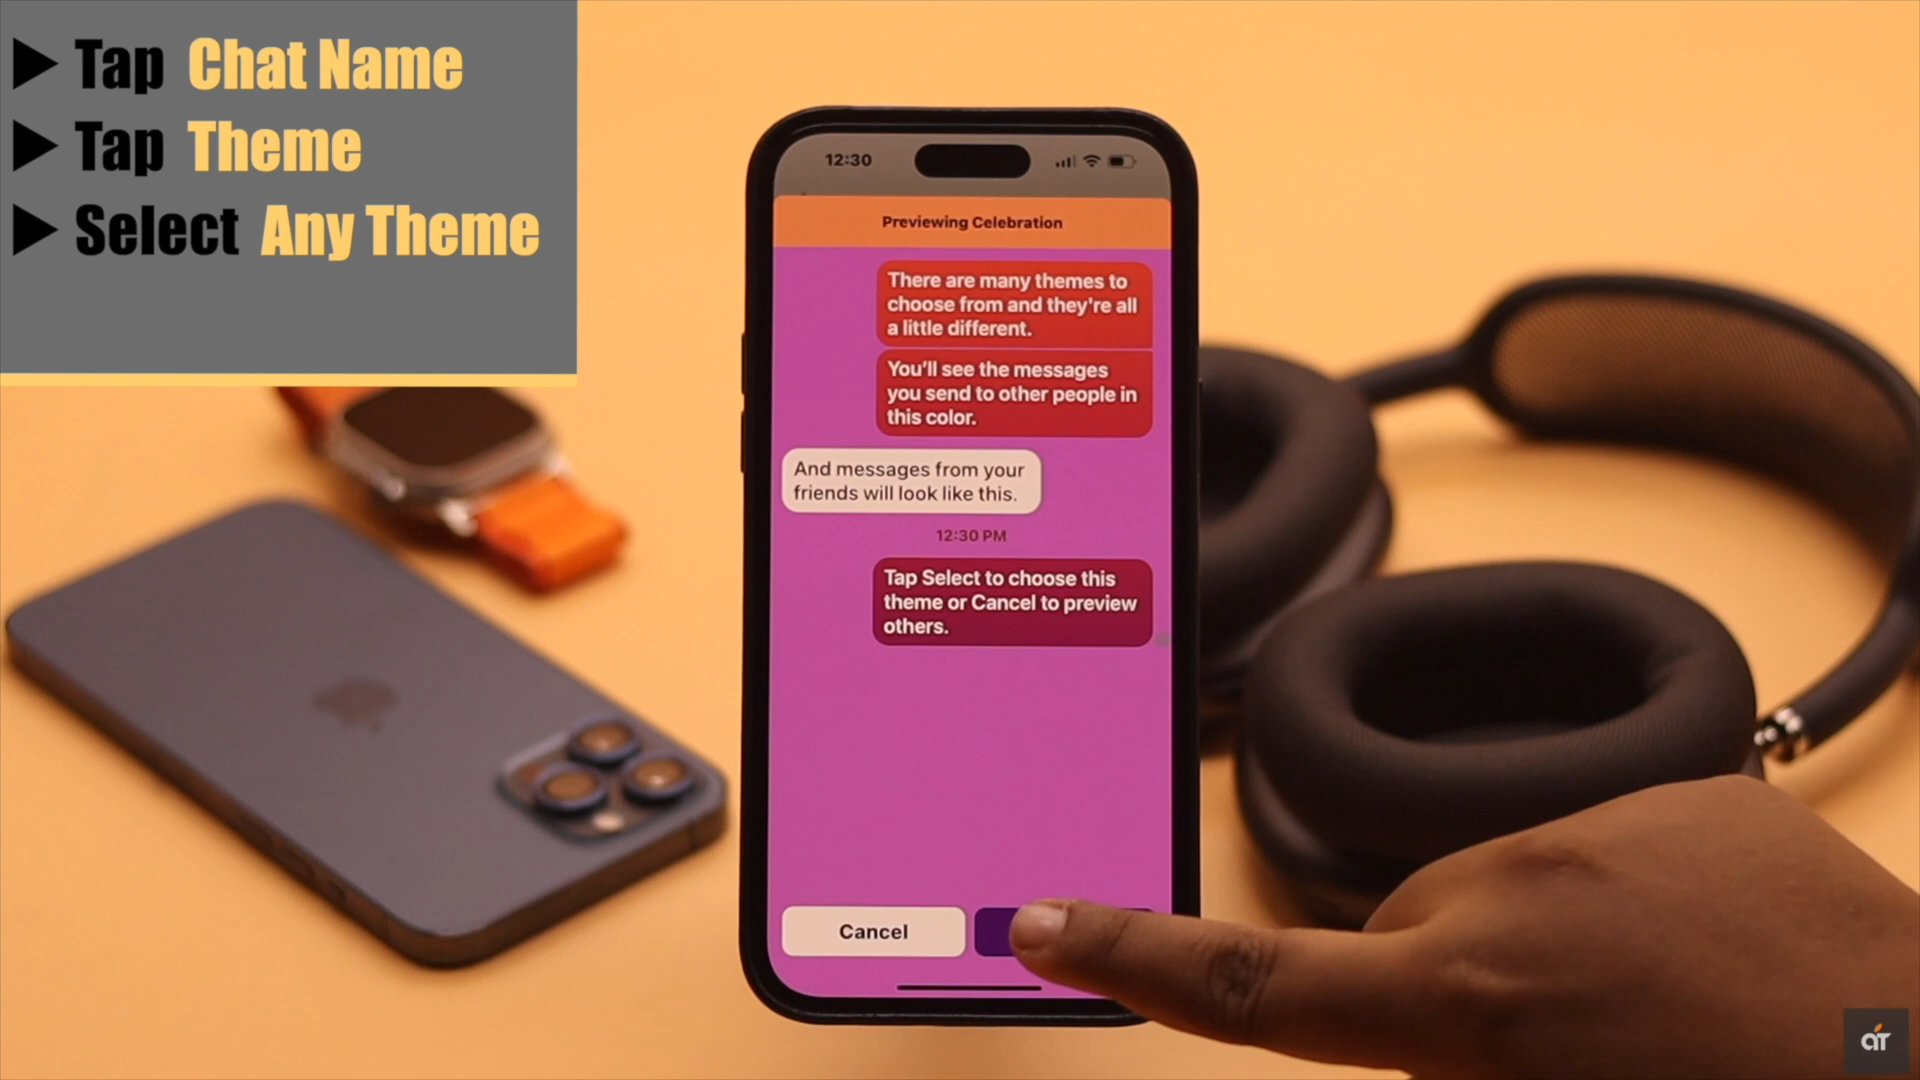 ▶ Tap Chat Name
▶ Tap Theme
▶ Select Any Theme
12:30
Previewing Celebration
There are many themes to
choose from and they're all
a little different.
You'll see the messages
you send to other people in
this color.
And messages from your
friends will look like this.
12:30 PM
Tap Select to choose this
theme or Cancel to preview
others.
Cancel
aT